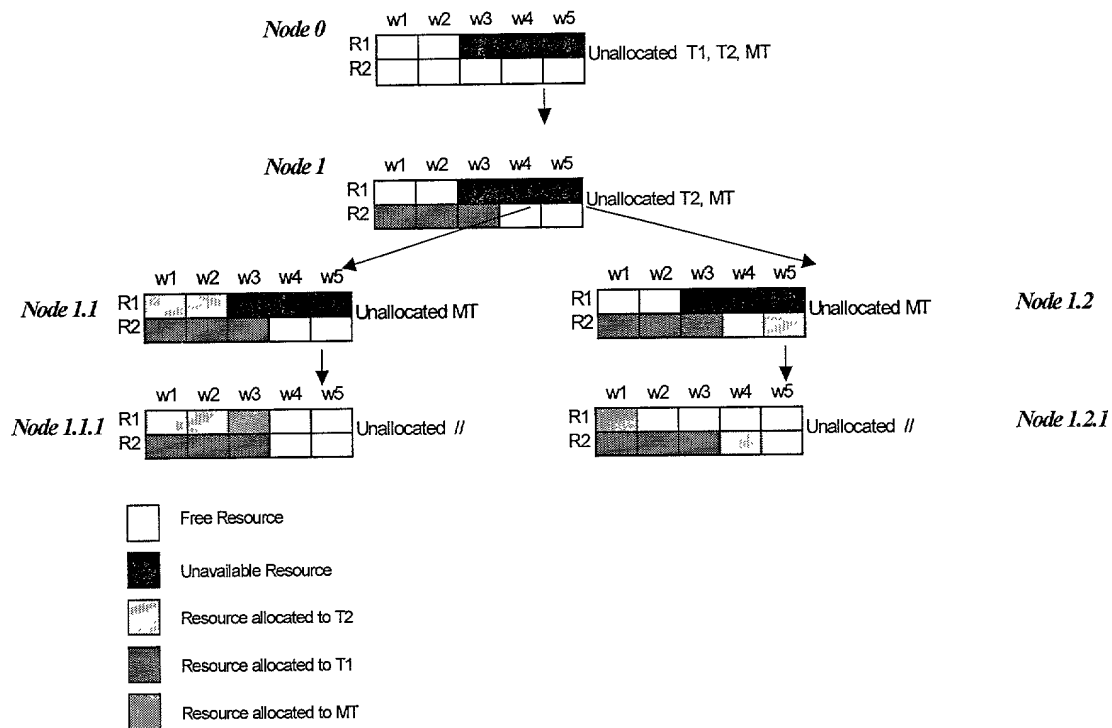 Node 0
w1 w2 w3 w4 w5
R1
Unallocated T1, T2, MT
R2
Node 1
w1 w2 w3 w4 w5
R1
Unallocated T2, MT
R2
w1 w2 w3 w4 w5
Node 1.1
R1
Unallocated MT
R2
w1 w2 w3 w4 w5
R1
Unallocated MT
R2
Node 1.2
w1 w2 w3 w4 w5
Node 1.1.1
R1
Unallocated //
R2
w1 w2 w3 w4 w5
R1
Unallocated //
R2
Node 1.2.1
Free Resource
Unavailable Resource
Resource allocated to T2
Resource allocated to T1
Resource allocated to MT